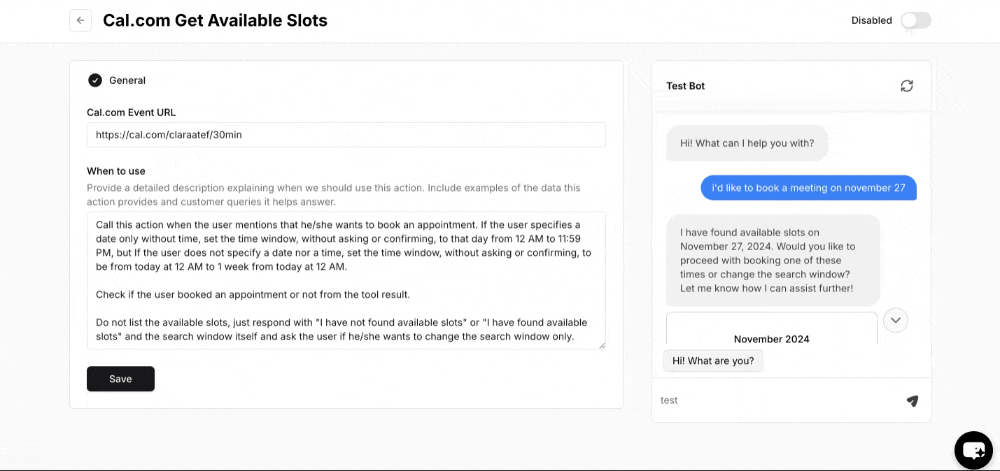 Cal.com Get Available Slots
Disabled
General
Cal.com Event URL
https://cal.com/claraatef/30min
When to use
Provide a detailed description explaining when we should use this action. Include examples of the data this
action provides and customer queries it helps answer.
Call this action when the user mentions that he/she wants to book an appointment. If the user specifies a
date only without time, set the time window, without asking or confirming, to that day from 12 AM to 11:59
PM, but If the user does not specify a date nor a time, set the time window, without asking or confirming, to
be from today at 12 AM to 1 week from today at 12 AM.
Check if the user booked an appointment or not from the tool result.
Do not list the available slots, just respond with "I have not found available slots" or "I have found available
slots" and the search window itself and ask the user if he/she wants to change the search window only.
Save
Test Bot
Hi! What can I help you with?
i'd like to book a meeting on november 27
I have found available slots on
November 27, 2024. Would you like to
proceed with booking one of these
times or change the search window?
Let me know how I can assist further!
November 2024
Hi! What are you?
test